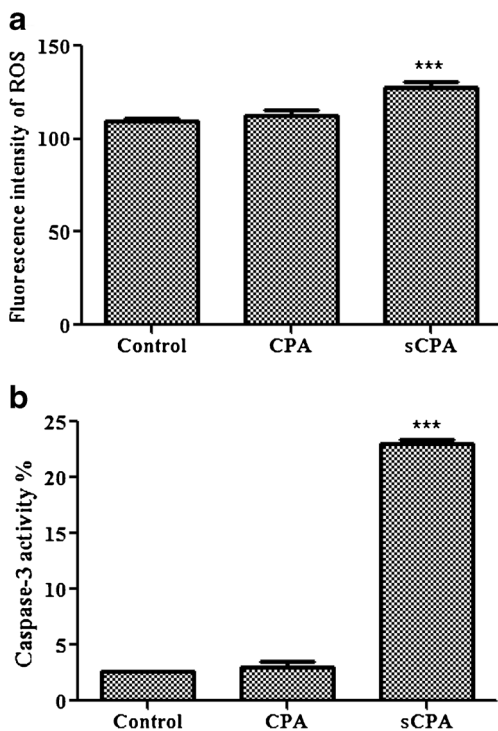 a
Fluorescence intensity of ROS
150
100
50
0
***
Control CPA sCPA
b
Caspase-3 activity %
25
20
15
10
5
0
***
Control CPA sCPA